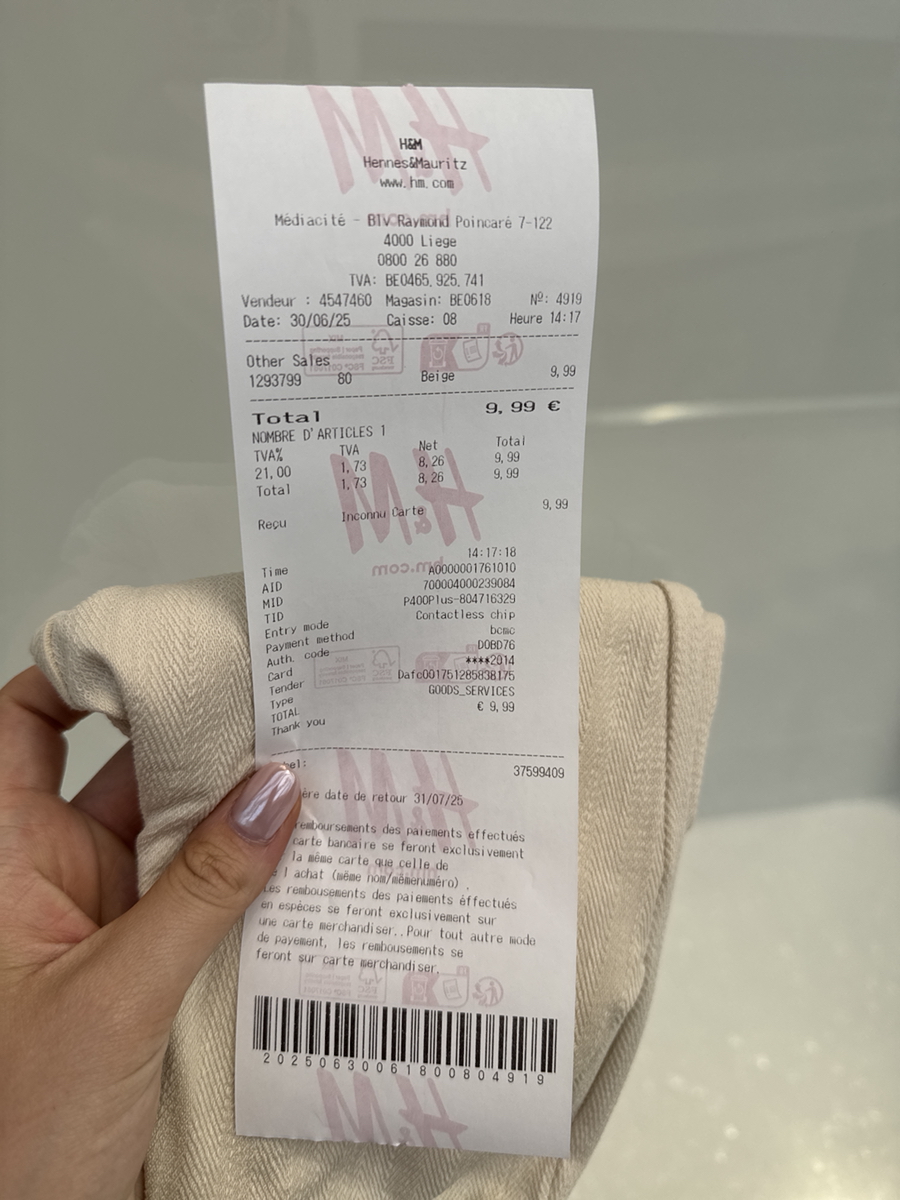 H&M
Hennes&Mauritz
www.hm.com
Médiacité - Blv Raymond Poincaré 7-122
4000 Liege
0800 26 880
TVA: BE0465.925.741
Vendeur : 4547460 Magasin: BE0618 Nº: 4919
Date: 30/06/25 Caisse: 08 Heure 14:17
Other Sales
1293799 80 Beige 9,99
Total 9,99 €
NOMBRE D'ARTICLES 1
TVA% TVA Net Total
21,00 1,73 8,26 9,99
Total 1,73 8,26 9,99
Reçu Inconnu Carte 9,99
Time 14:17:18
AID A0000001761010
MID 700004000239084
TID P400Plus-804716329
Entry mode Contactless chip
Payment method bcmc
Auth. code D0BD76
Card ****2014
Tender Dafc001751285838175
Type GOODS_SERVICES
TOTAL € 9,99
Thank you
el: 37599409
ère date de retour 31/07/25
remboursements des paiements effectués
carte bancaire se feront exclusivement
la même carte que celle de
l achat (même nom/mêmenuméro) .
Les rembousements des paiements éffectués
en espèces se feront exclusivement sur
une carte merchandiser..Pour tout autre mode
de payement, les rembousements se
feront sur carte merchandiser.
20250630061800804919
H&M
H&M
hm.com
H&M
H&M